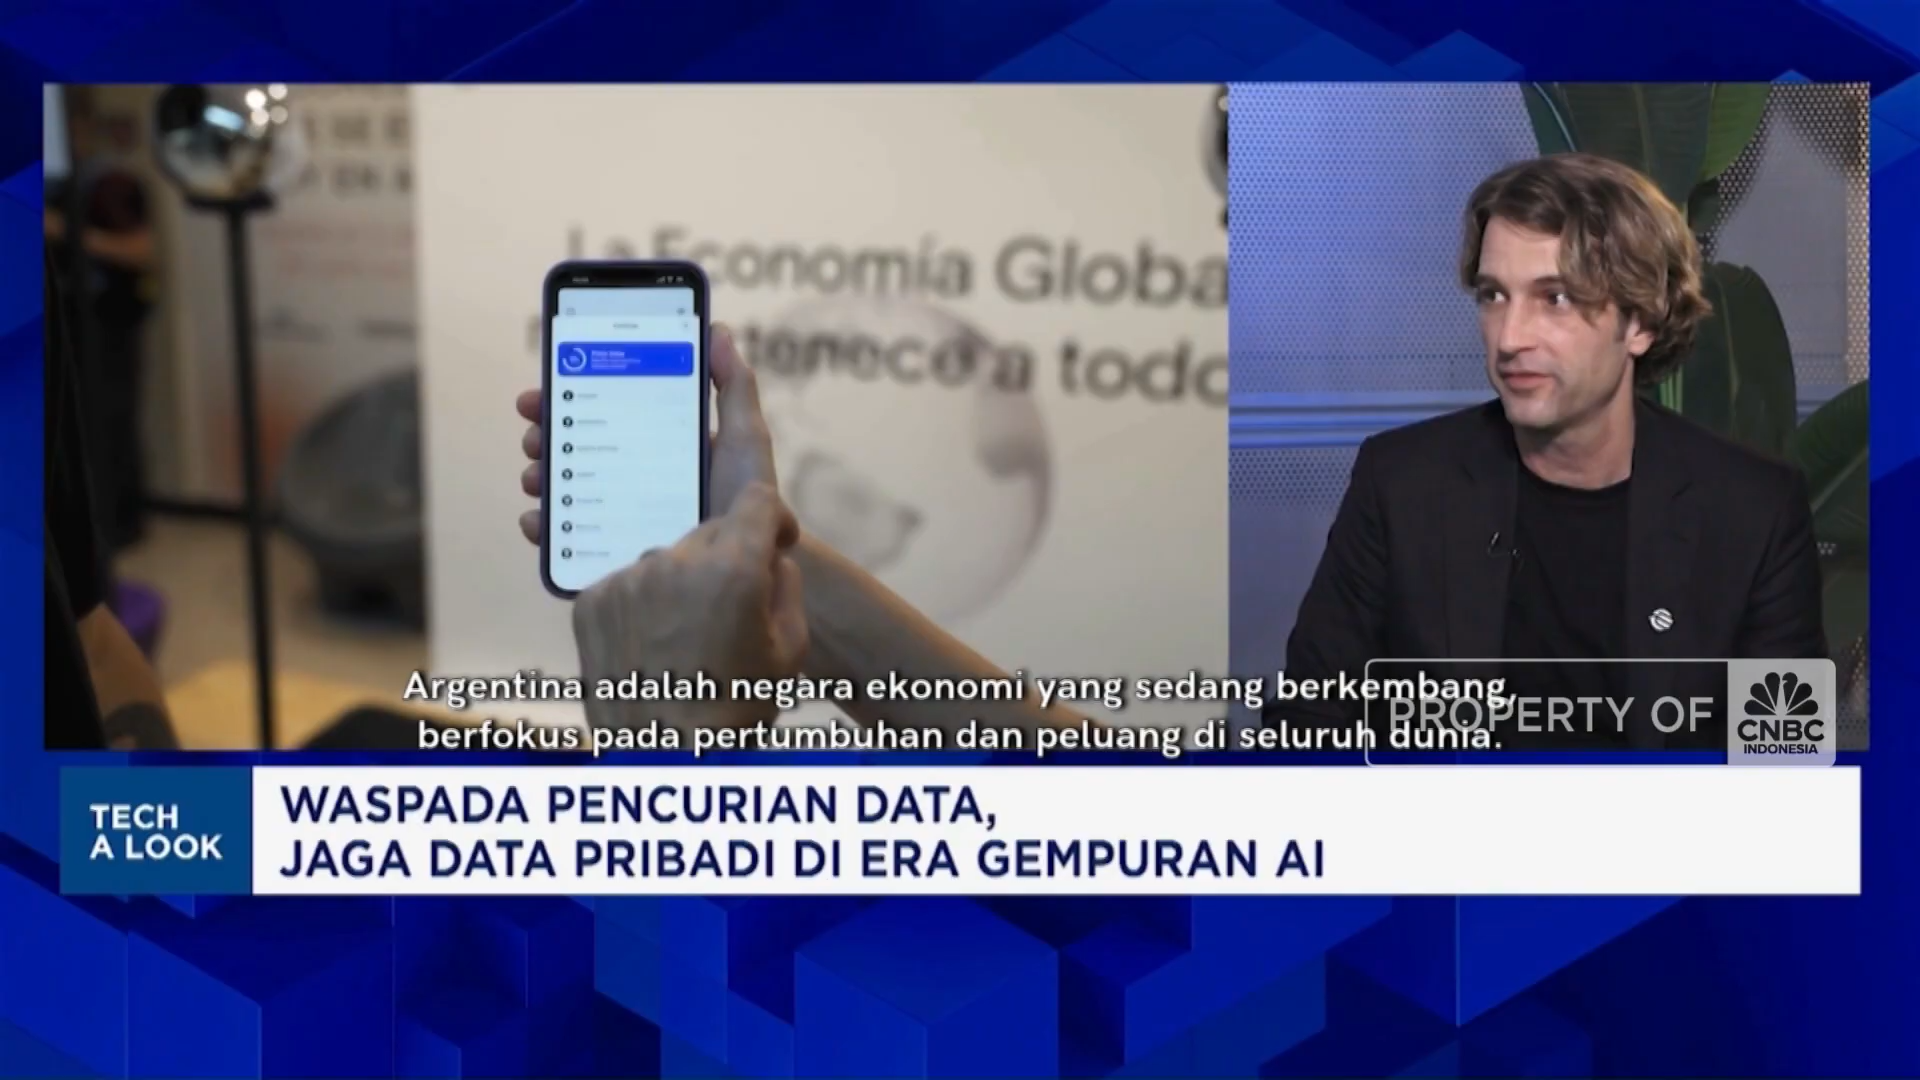 La Economía Globa
a todo
Argentina adalah negara ekonomi yang sedang berkembang,
berfokus pada pertumbuhan dan peluang di seluruh dunia.
PROPERTY OF
CNBC
INDONESIA
TECH
A LOOK
WASPADA PENCURIAN DATA,
JAGA DATA PRIBADI DI ERA GEMPURAN AI